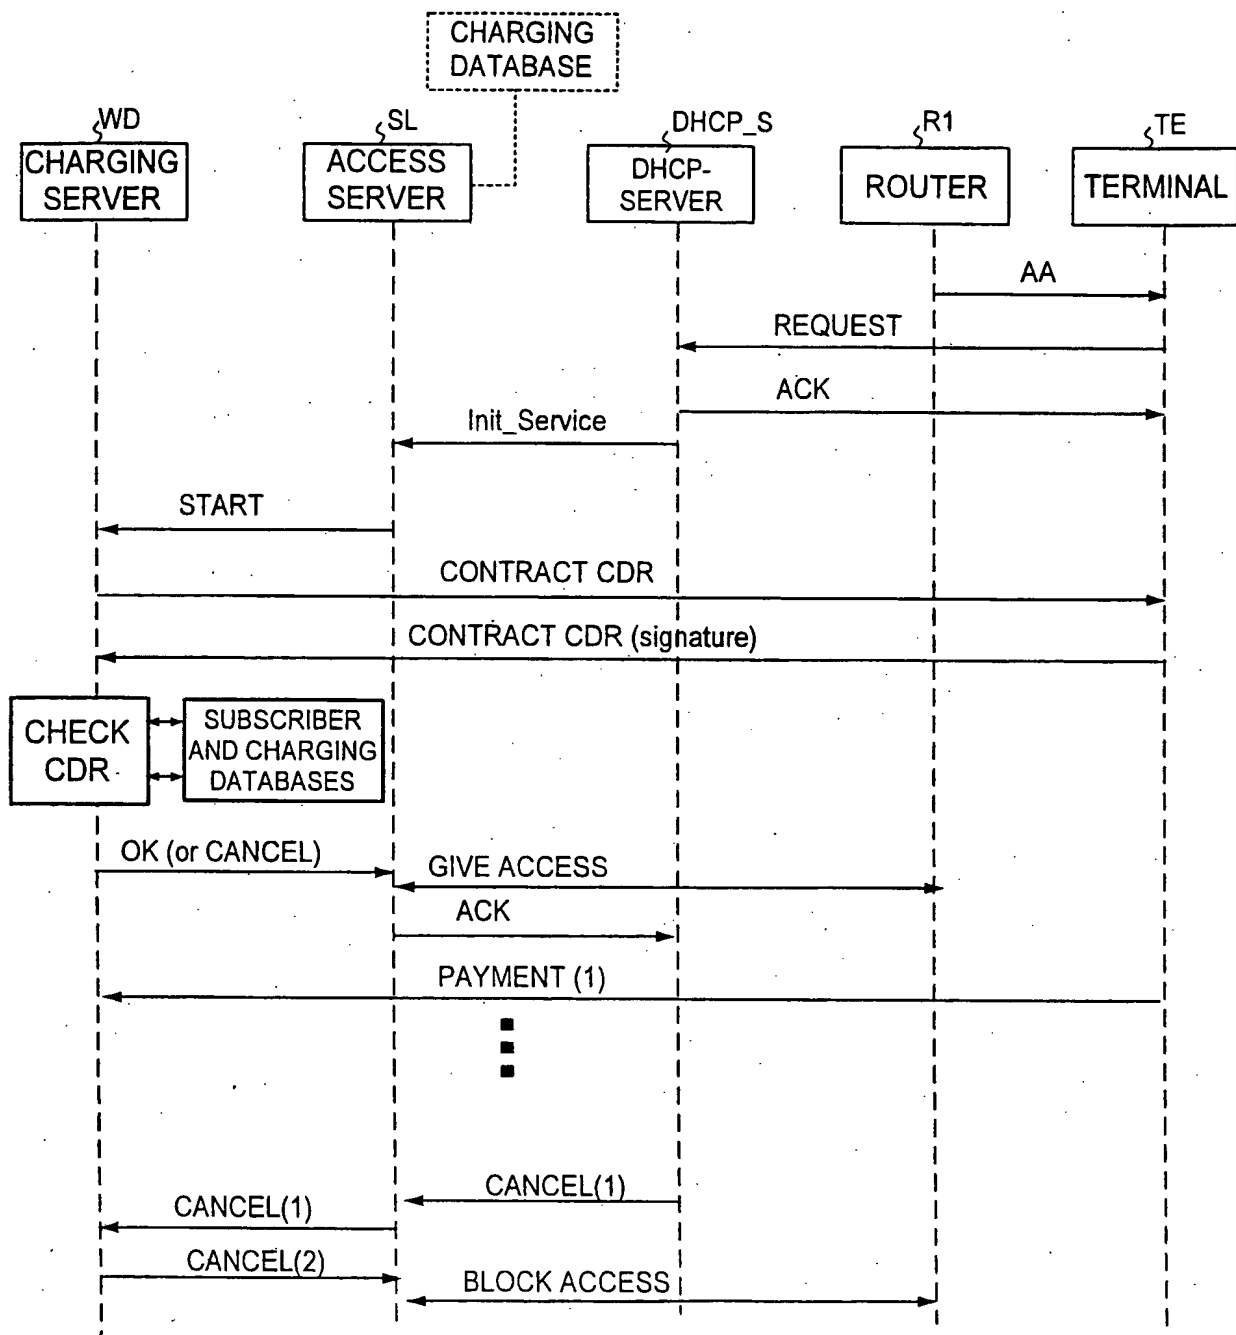 CHARGING
DATABASE
WD
SL
DHCP_S
R1
TE
CHARGING
SERVER
ACCESS
SERVER
DHCP-
SERVER
ROUTER
TERMINAL
AA
REQUEST
ACK
Init_Service
START
CONTRACT CDR
CONTRACT CDR (signature)
CHECK
CDR
SUBSCRIBER
AND CHARGING
DATABASES
OK (or CANCEL)
GIVE ACCESS
ACK
PAYMENT (1)
CANCEL(1)
CANCEL(1)
CANCEL(2)
BLOCK ACCESS